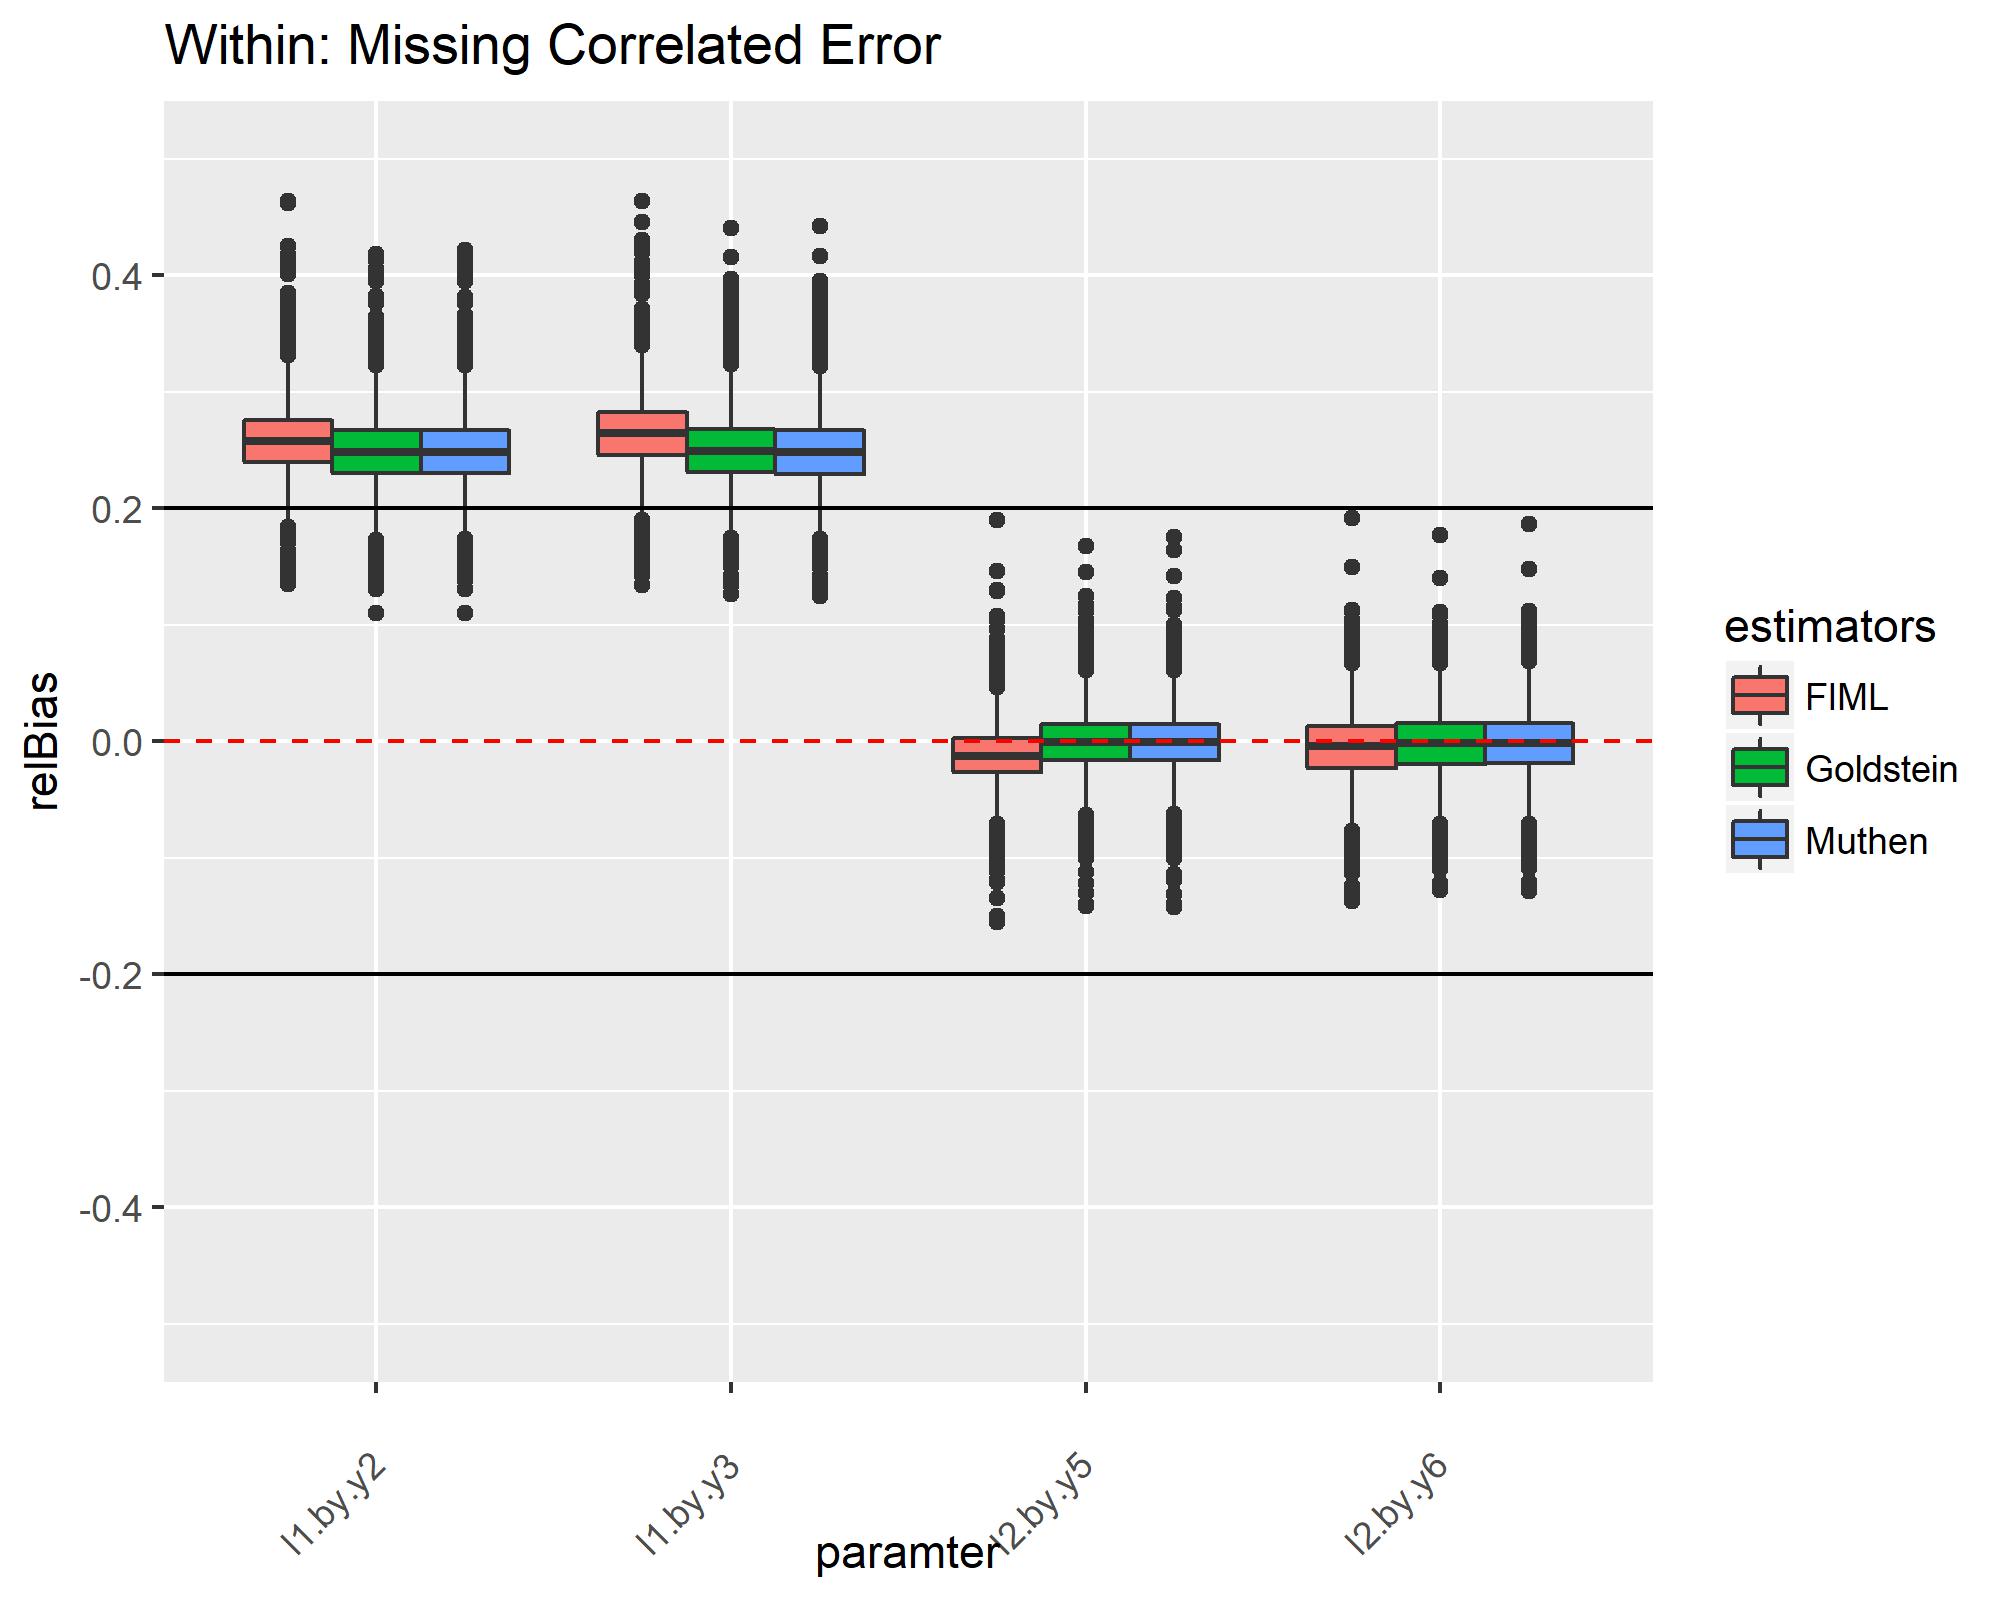 Within: Missing Correlated Error
relBias
0.4
0.2
0.0
-0.2
-0.4
l1.by.y2
l1.by.y3
l2.by.y5
l2.by.y6
paramter
estimators
FIML
Goldstein
Muthen